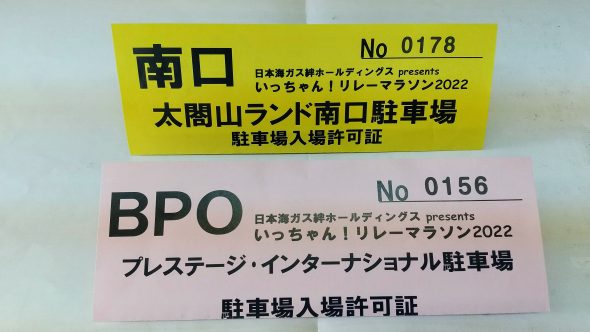 南口
No 0178
日本海ガス絆ホールディングス presents
いっちゃん！リレーマラソン2022
太閤山ランド南口駐車場
駐車場入場許可証
BPO
No 0156
日本海ガス絆ホールディングス presents
いっちゃん！リレーマラソン2022
プレステージ・インターナショナル駐車場
駐車場入場許可証